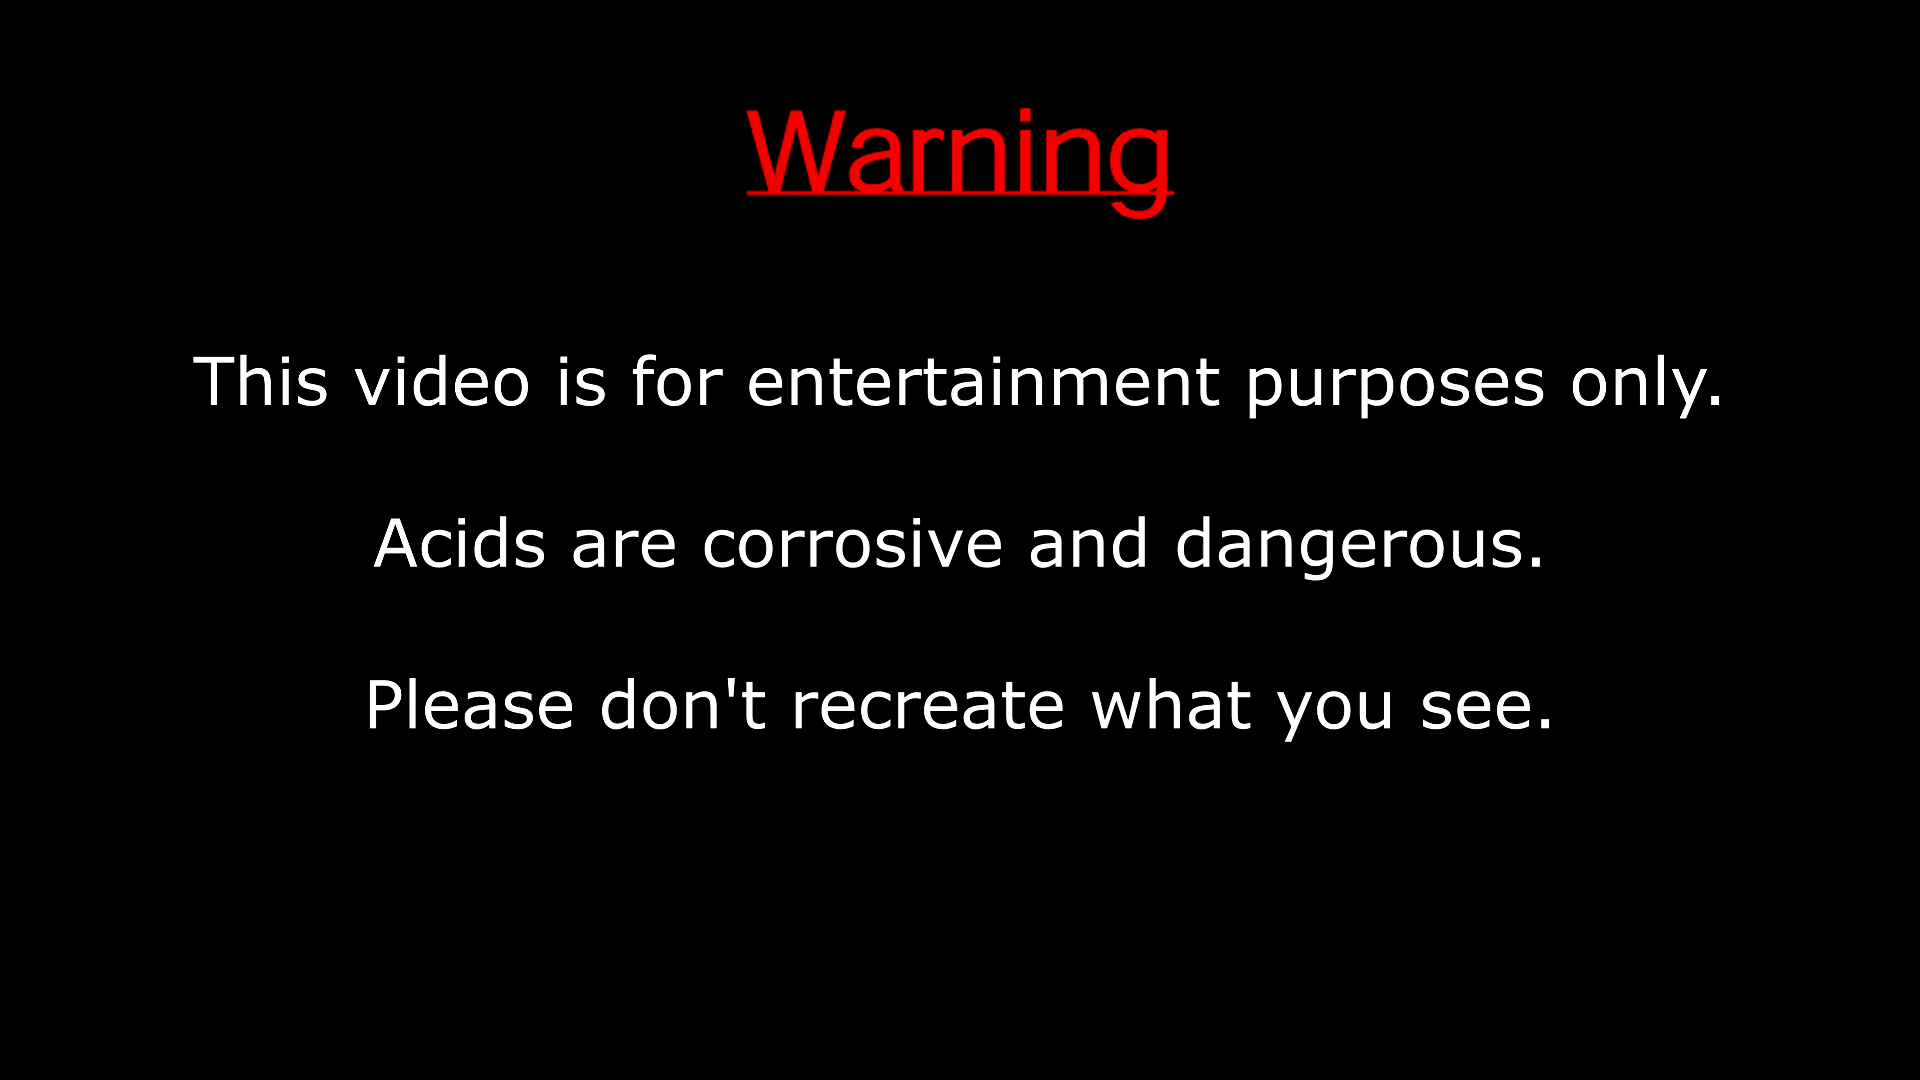 Warning
This video is for entertainment purposes only.
Acids are corrosive and dangerous.
Please don't recreate what you see.